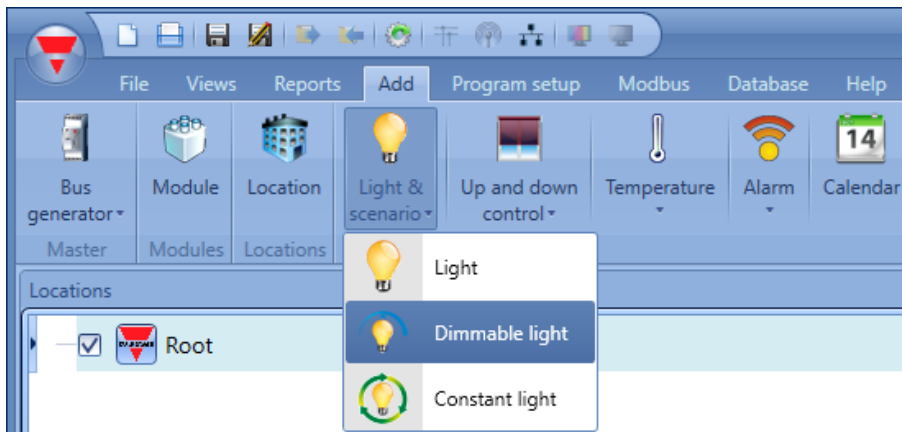 File Views Reports Add Program setup Modbus Database Help
Bus generator
Module
Location
Light & scenario
Up and down control
Temperature
Alarm
14
Calendar
Master Modules Locations
Locations
Light
Dimmable light
Root
Constant light